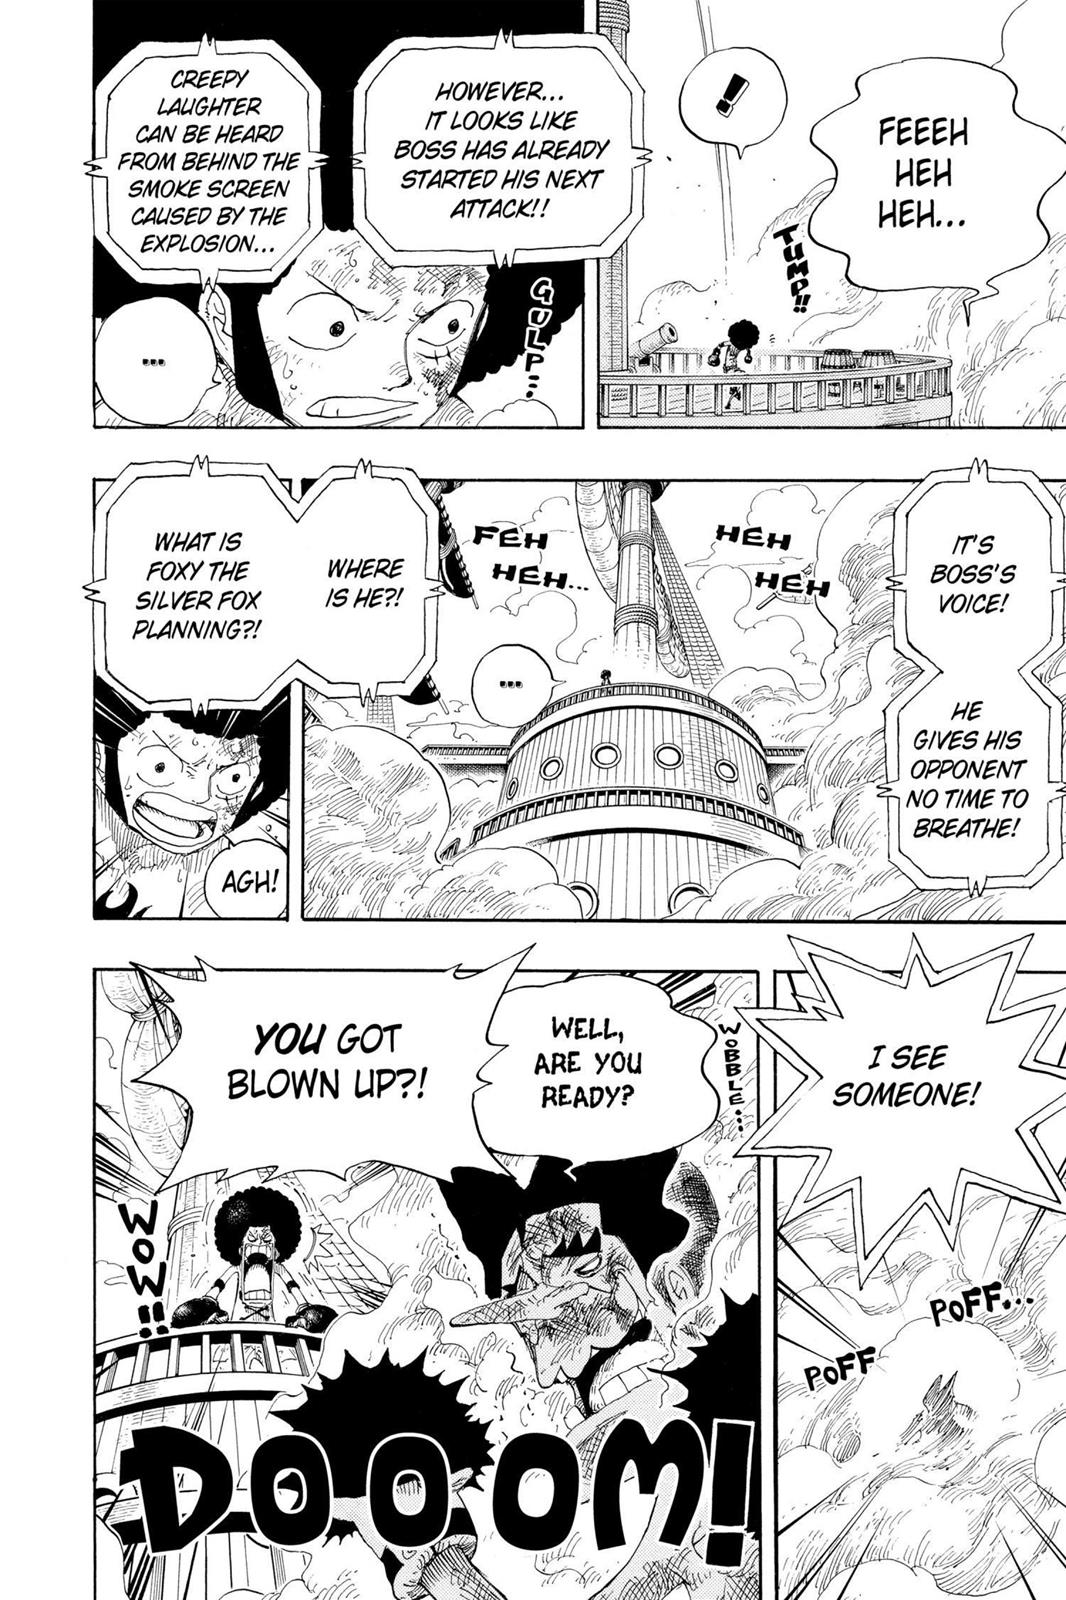 FEEEH
HEH
HEH...
!
TUMP!!
HOWEVER...
IT LOOKS LIKE
BOSS HAS ALREADY
STARTED HIS NEXT
ATTACK!!
CREEPY
LAUGHTER
CAN BE HEARD
FROM BEHIND THE
SMOKE SCREEN
CAUSED BY THE
EXPLOSION...
GULP...
...
IT'S
BOSS'S
VOICE!
HE
GIVES HIS
OPPONENT
NO TIME TO
BREATHE!
HEH
HEH
FEH
HEH...
...
WHERE
IS HE?!
WHAT IS
FOXY THE
SILVER FOX
PLANNING?!
AGH!
I SEE
SOMEONE!
POFF...
POFF
WOBBLE...
WELL,
ARE YOU
READY?
YOU GOT
BLOWN UP?!
WOW!!
DOOOM!